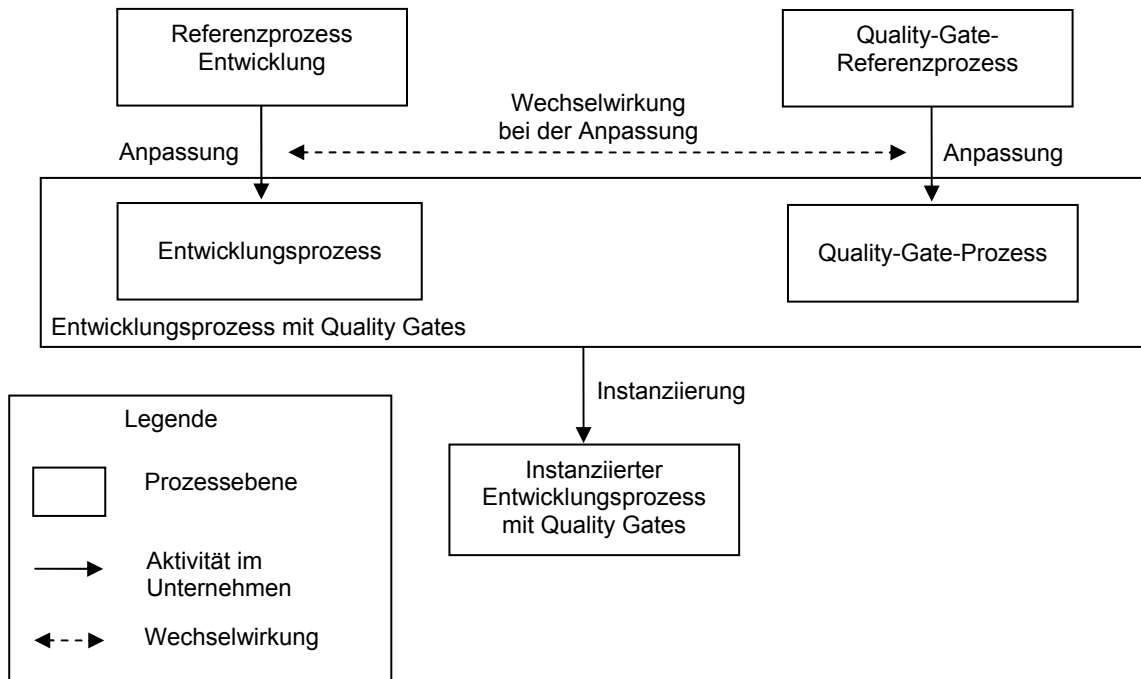 Referenzprozess
Entwicklung
Quality-Gate-
Referenzprozess
Wechselwirkung
bei der Anpassung
Anpassung
Anpassung
Entwicklungsprozess
Quality-Gate-Prozess
Entwicklungsprozess mit Quality Gates
Instanziierung
Legende
Prozessebene
Aktivität im
Unternehmen
Wechselwirkung
Instanziierter
Entwicklungsprozess
mit Quality Gates